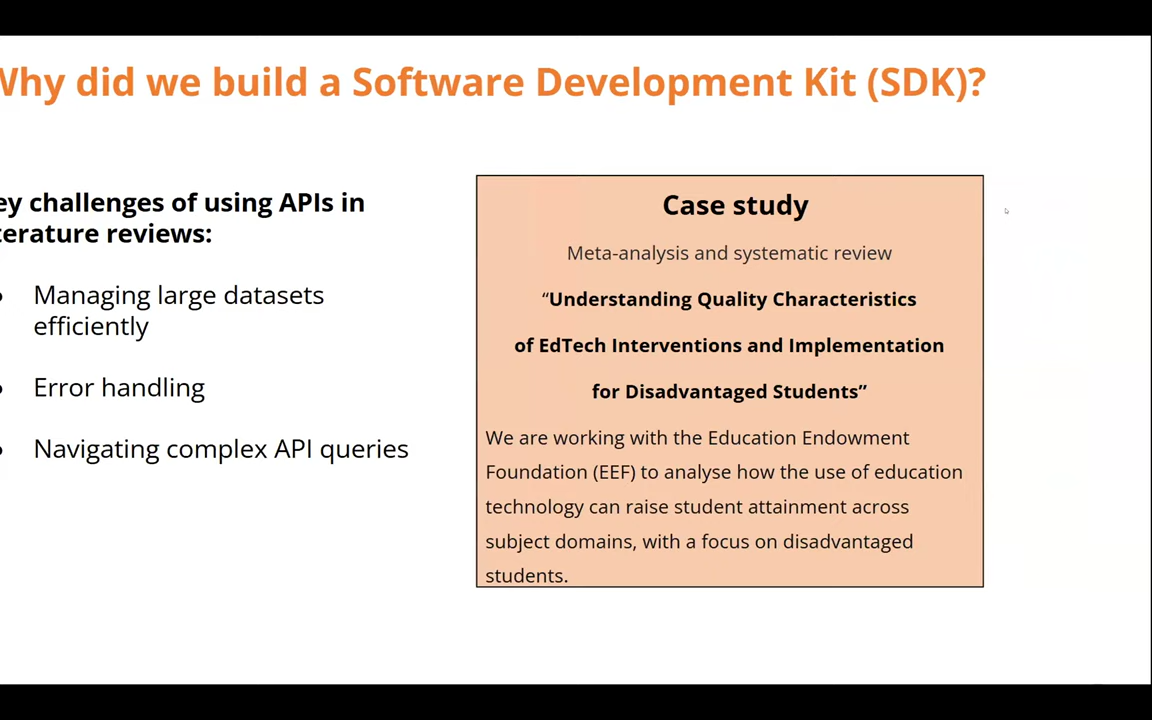 Why did we build a Software Development Kit (SDK)?
ey challenges of using APIs in
terature reviews:
Managing large datasets
efficiently
Error handling
Navigating complex API queries
Case study
Meta-analysis and systematic review
“Understanding Quality Characteristics
of EdTech Interventions and Implementation
for Disadvantaged Students”
We are working with the Education Endowment
Foundation (EEF) to analyse how the use of education
technology can raise student attainment across
subject domains, with a focus on disadvantaged
students.